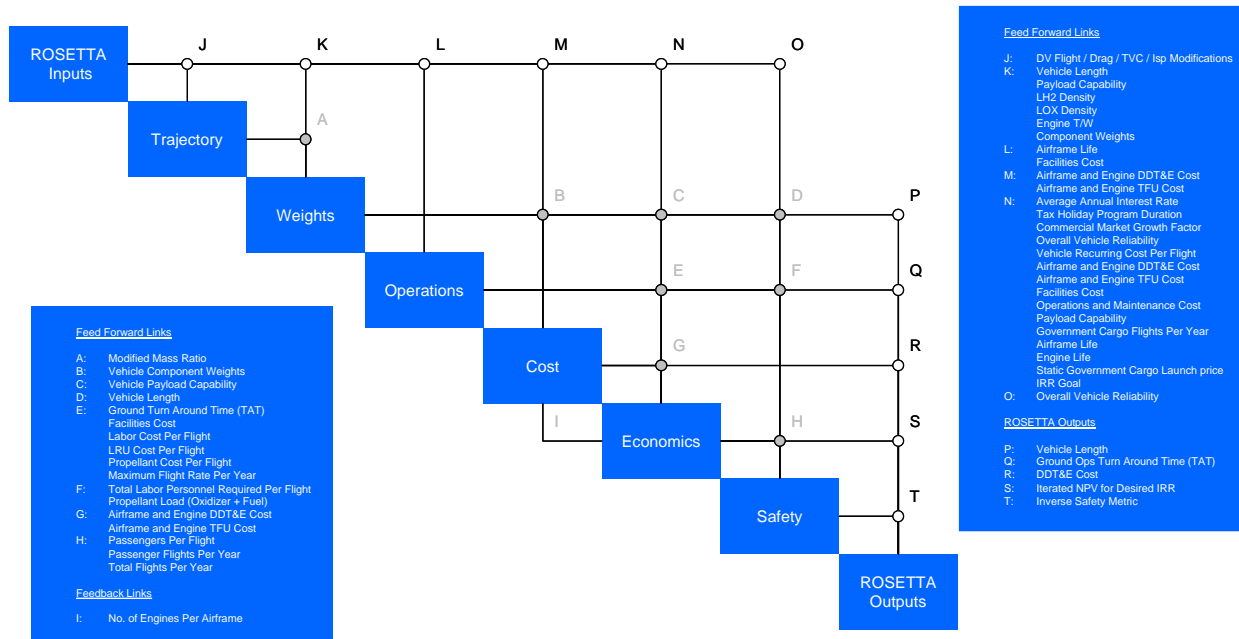 J
K
L
M
N
O
ROSETTA
Inputs
A
Trajectory
B
C
D
P
Weights
E
F
Q
Operations
G
R
Cost
I
H
S
Economics
T
Safety
ROSETTA
Outputs
Feed Forward Links
A: Modified Mass Ratio
B: Vehicle Component Weights
C: Vehicle Payload Capability
D: Vehicle Length
E: Ground Turn Around Time (TAT)
Facilities Cost
Labor Cost Per Flight
LRU Cost Per Flight
Propellant Cost Per Flight
Maximum Flight Rate Per Year
F: Total Labor Personnel Required Per Flight
Propellant Load (Oxidizer + Fuel)
G: Airframe and Engine DDT&E Cost
Airframe and Engine TFU Cost
H: Passengers Per Flight
Passenger Flights Per Year
Total Flights Per Year
Feedback Links
I: No. of Engines Per Airframe
Feed Forward Links
J: DV Flight / Drag / TVC / Isp Modifications
K: Vehicle Length
Payload Capability
LH2 Density
LOX Density
Engine T/W
Component Weights
L: Airframe Life
Facilities Cost
M: Airframe and Engine DDT&E Cost
Airframe and Engine TFU Cost
N: Average Annual Interest Rate
Tax Holiday Program Duration
Commercial Market Growth Factor
Overall Vehicle Reliability
Vehicle Recurring Cost Per Flight
Airframe and Engine DDT&E Cost
Airframe and Engine TFU Cost
Facilities Cost
Operations and Maintenance Cost
Payload Capability
Government Cargo Flights Per Year
Airframe Life
Engine Life
Static Government Cargo Launch price
IRR Goal
O: Overall Vehicle Reliability
ROSETTA Outputs
P: Vehicle Length
Q: Ground Ops Turn Around Time (TAT)
R: DDT&E Cost
S: Iterated NPV for Desired IRR
T: Inverse Safety Metric